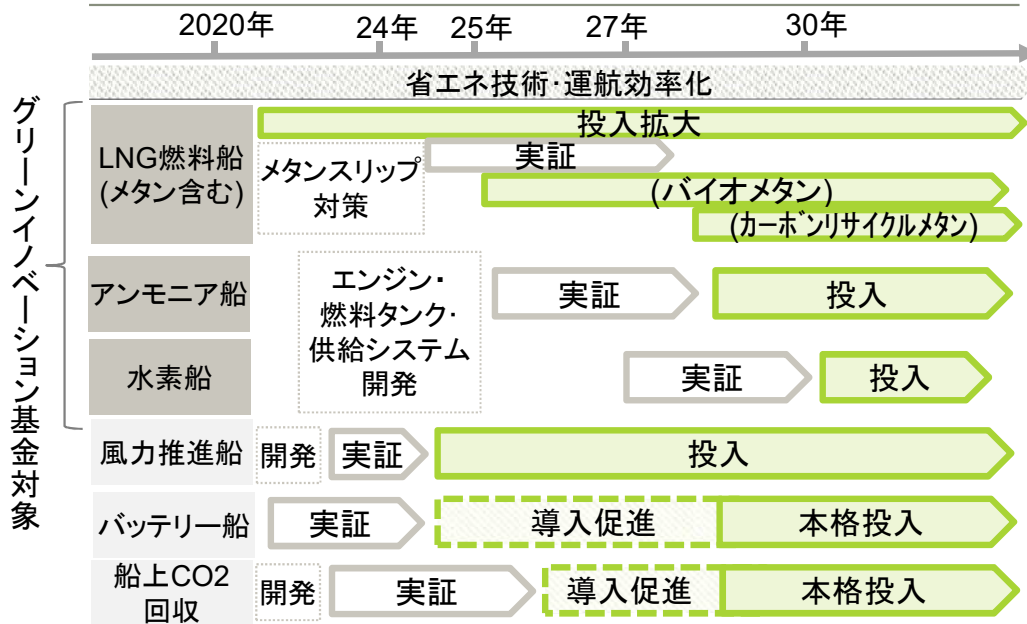 2020年
24年
25年
27年
30年
省エネ技術・運航効率化
グリーンイノベーション基金対象
LNG燃料船
(メタン含む)
投入拡大
メタンスリップ
対策
実証
(バイオメタン)
(カーボンリサイクルメタン)
アンモニア船
エンジン・
燃料タンク・
供給システム
開発
実証
投入
水素船
実証
投入
風力推進船
開発
実証
投入
バッテリー船
実証
導入促進
本格投入
船上CO2
回収
開発
実証
導入促進
本格投入